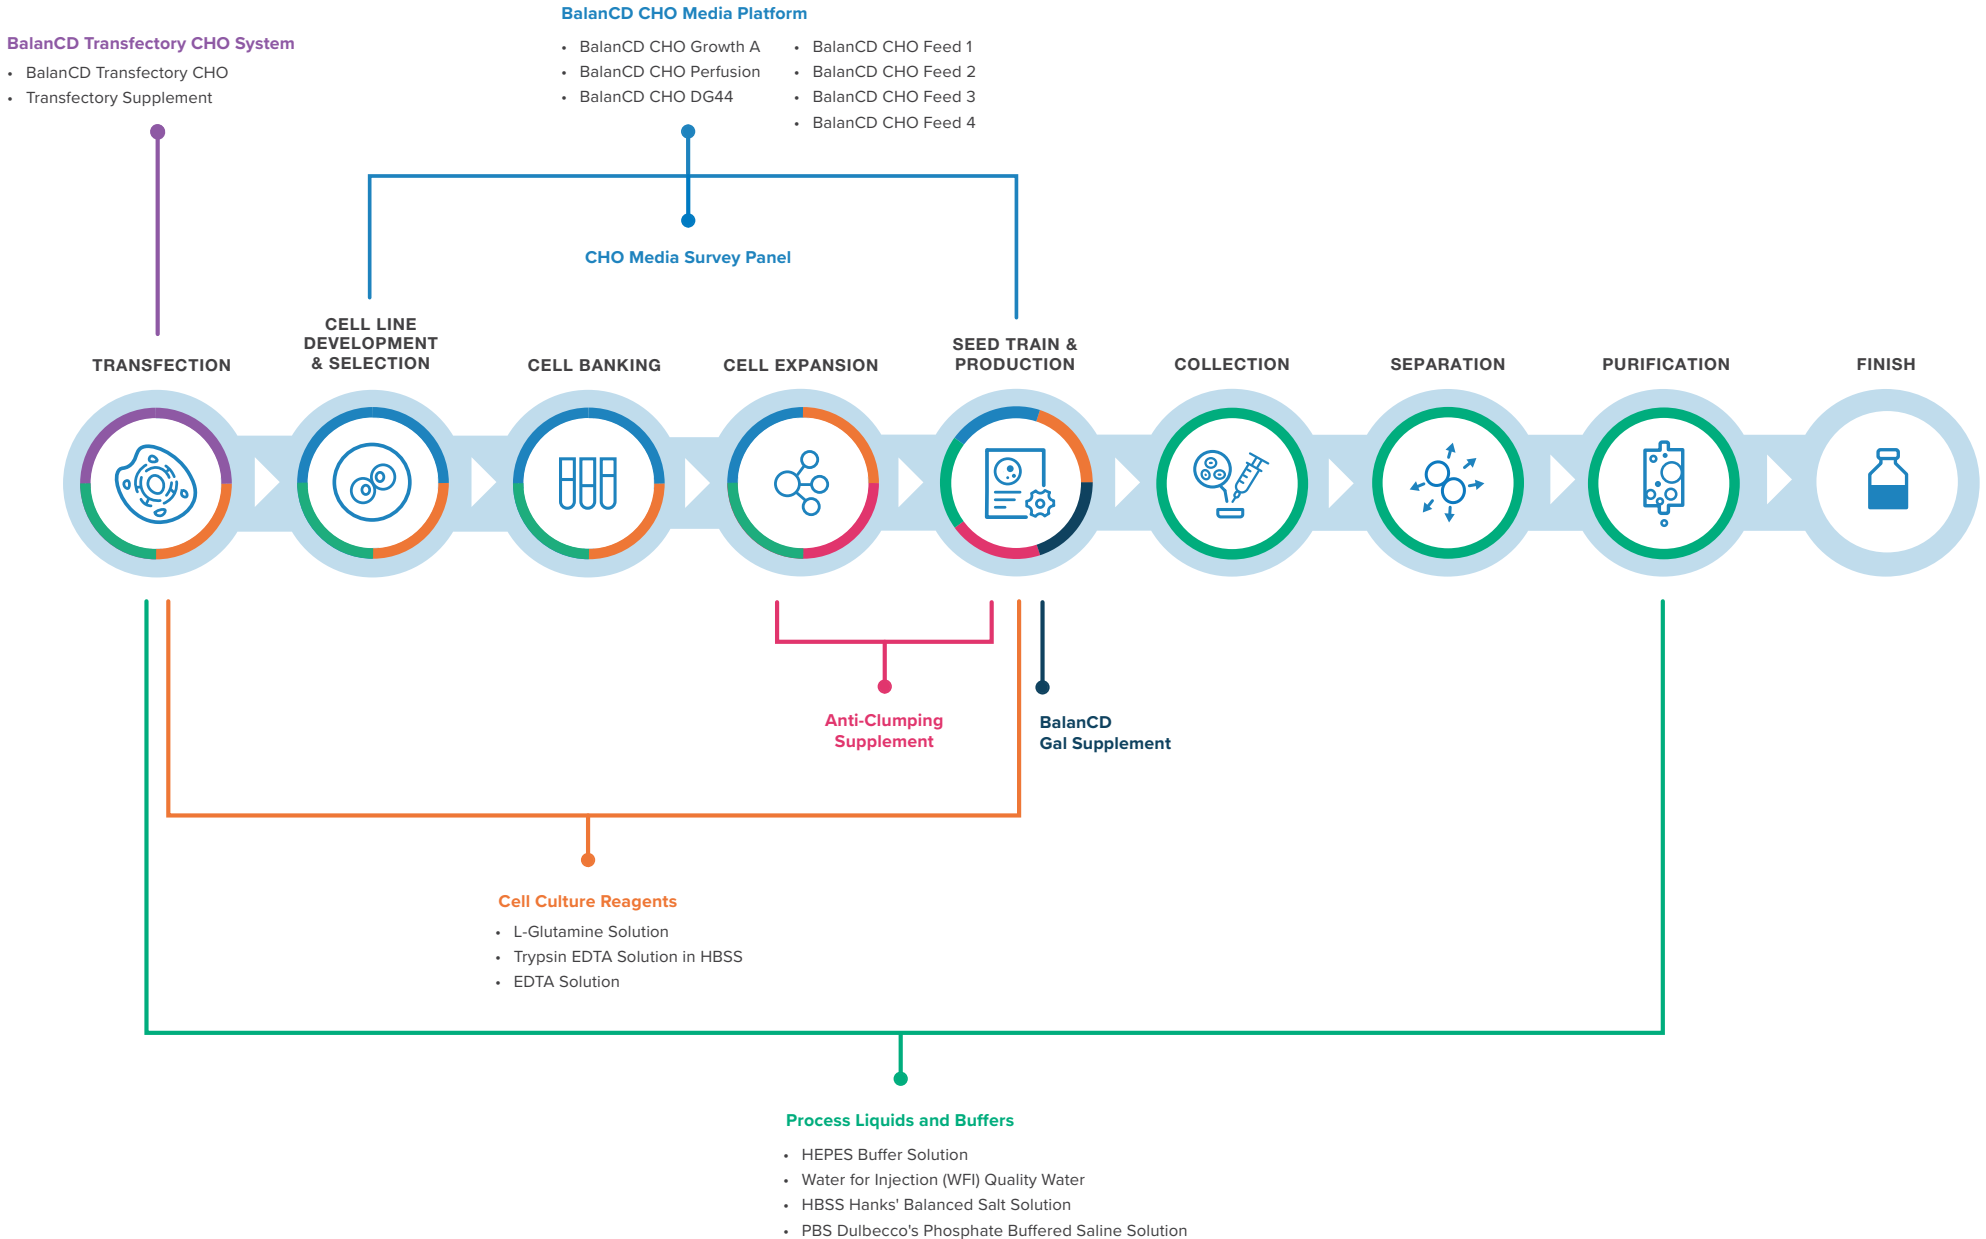 BalanCD CHO Media Platform
BalanCD Transfectory CHO System
• BalanCD Transfectory CHO
• Transfectory Supplement
• BalanCD CHO Growth A
• BalanCD CHO Perfusion
• BalanCD CHO DG44
• BalanCD CHO Feed 1
• BalanCD CHO Feed 2
• BalanCD CHO Feed 3
• BalanCD CHO Feed 4
CHO Media Survey Panel
TRANSFECTION
CELL LINE
DEVELOPMENT
& SELECTION
CELL BANKING
CELL EXPANSION
SEED TRAIN &
PRODUCTION
COLLECTION
SEPARATION
PURIFICATION
FINISH
Anti-Clumping
Supplement
BalanCD
Gal Supplement
Cell Culture Reagents
• L-Glutamine Solution
• Trypsin EDTA Solution in HBSS
• EDTA Solution
Process Liquids and Buffers
• HEPES Buffer Solution
• Water for Injection (WFI) Quality Water
• HBSS Hanks' Balanced Salt Solution
• PBS Dulbecco's Phosphate Buffered Saline Solution